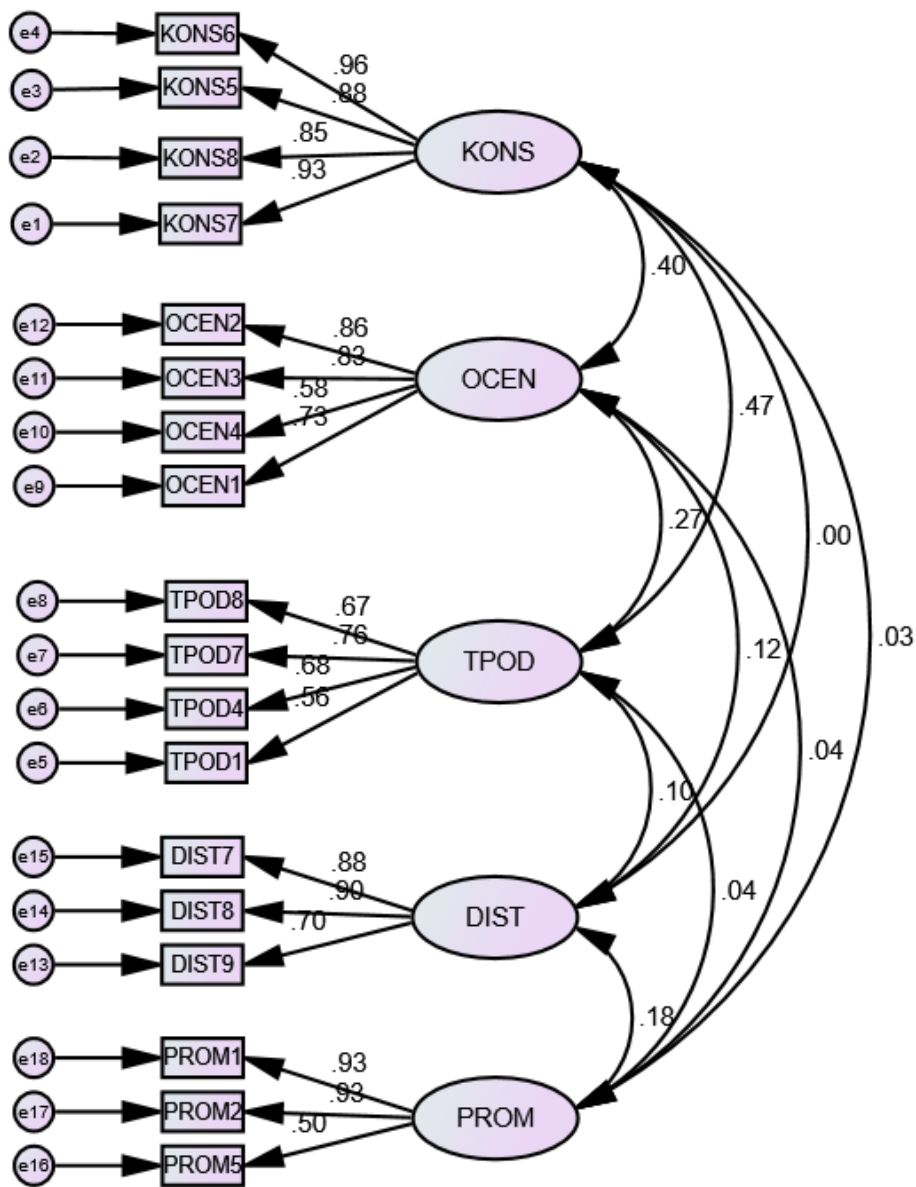 e4 KONS6
.96
e3 KONS5
.88
KONS
.85
e2 KONS8
.93
e1 KONS7
.40
e12 OCEN2
.86
.83
e11 OCEN3
OCEN
.58
.47
e10 OCEN4
.73
e9 OCEN1
.27
.00
e8 TPOD8
.67
.76
.03
e7 TPOD7
TPOD
.12
.68
e6 TPOD4
.56
e5 TPOD1
.04
.10
e15 DIST7
.88
.90
.04
e14 DIST8
DIST
.70
e13 DIST9
.18
e18 PROM1
.93
.93
e17 PROM2
PROM
.50
e16 PROM5